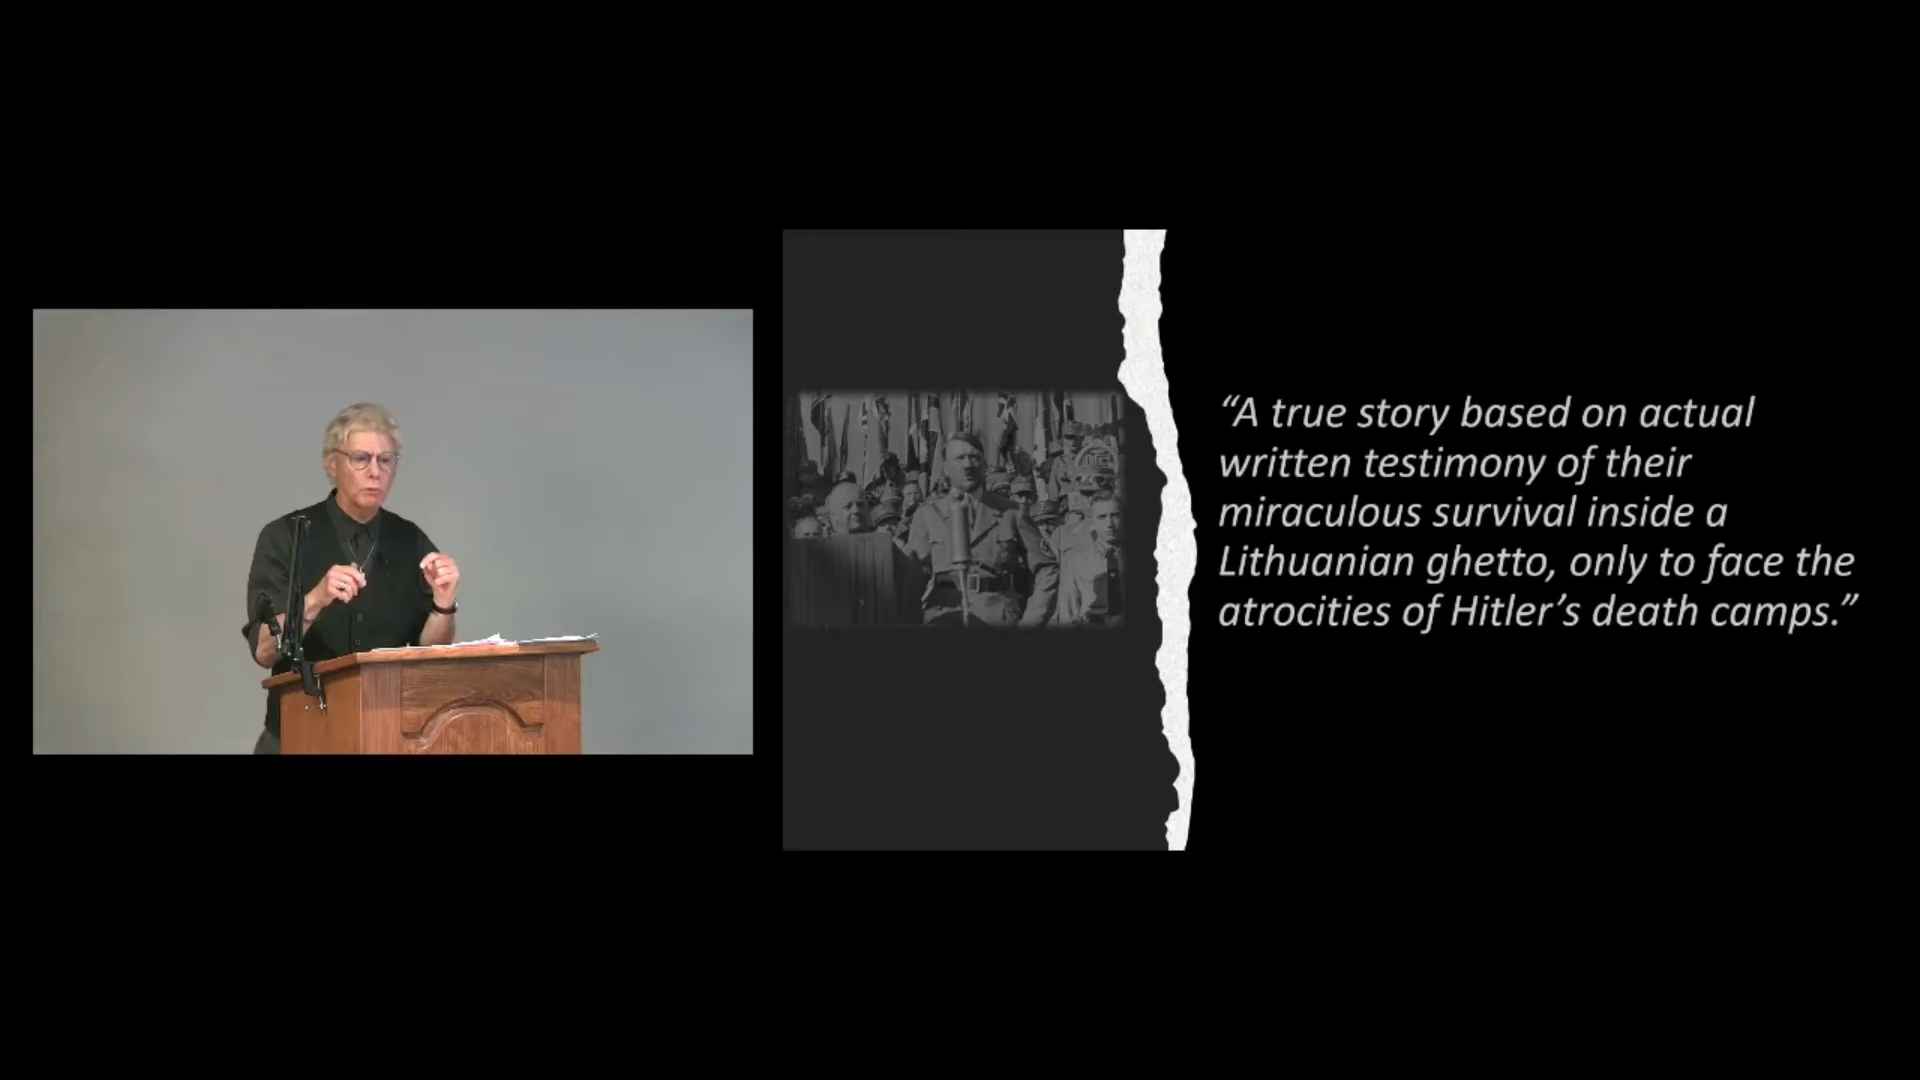 “A true story based on actual
written testimony of their
miraculous survival inside a
Lithuanian ghetto, only to face the
atrocities of Hitler’s death camps.”